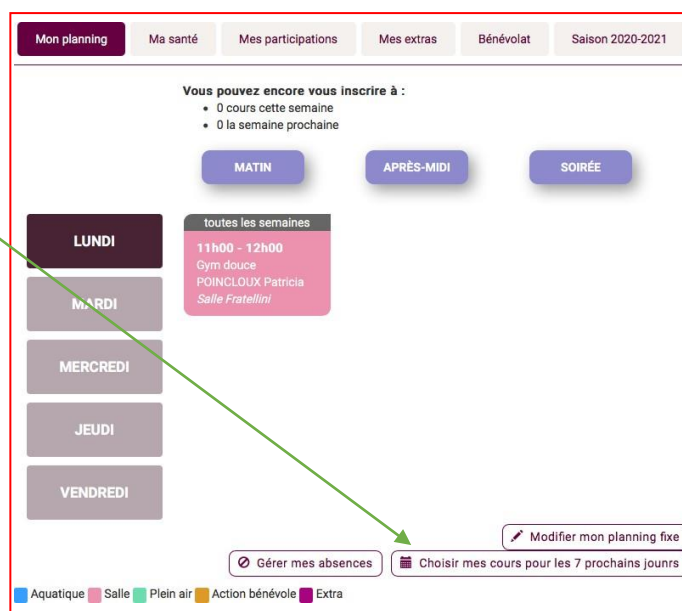 Mon planning Ma santé Mes participations Mes extras Bénévolat Saison 2020-2021
Vous pouvez encore vous inscrire à :
• 0 cours cette semaine
• 0 la semaine prochaine
MATIN APRÈS-MIDI SOIRÉE
LUNDI
toutes les semaines
11h00 - 12h00
Gym douce
POINCLOUX Patricia
Salle Fratellini
MARDI
MERCREDI
JEUDI
VENDREDI
Modifier mon planning fixe
Gérer mes absences Choisir mes cours pour les 7 prochains jounrs
Aquatique Salle Plein air Action bénévole Extra